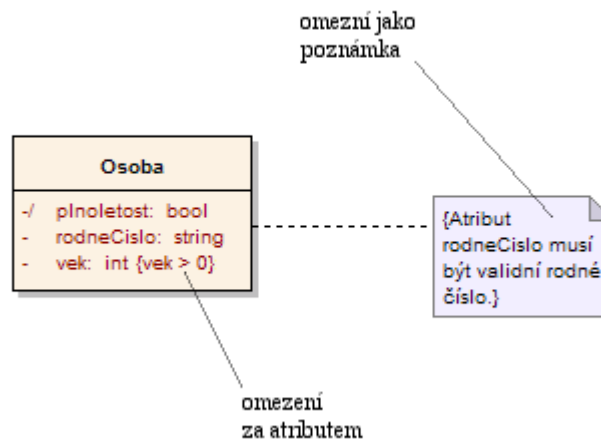 omezní jako
poznámka
Osoba
-/ plnoletost: bool
- rodneCislo: string
- vek: int {vek > 0}
{Atribut
rodneCislo musí
být validní rodné
číslo.}
omezení
za atributem